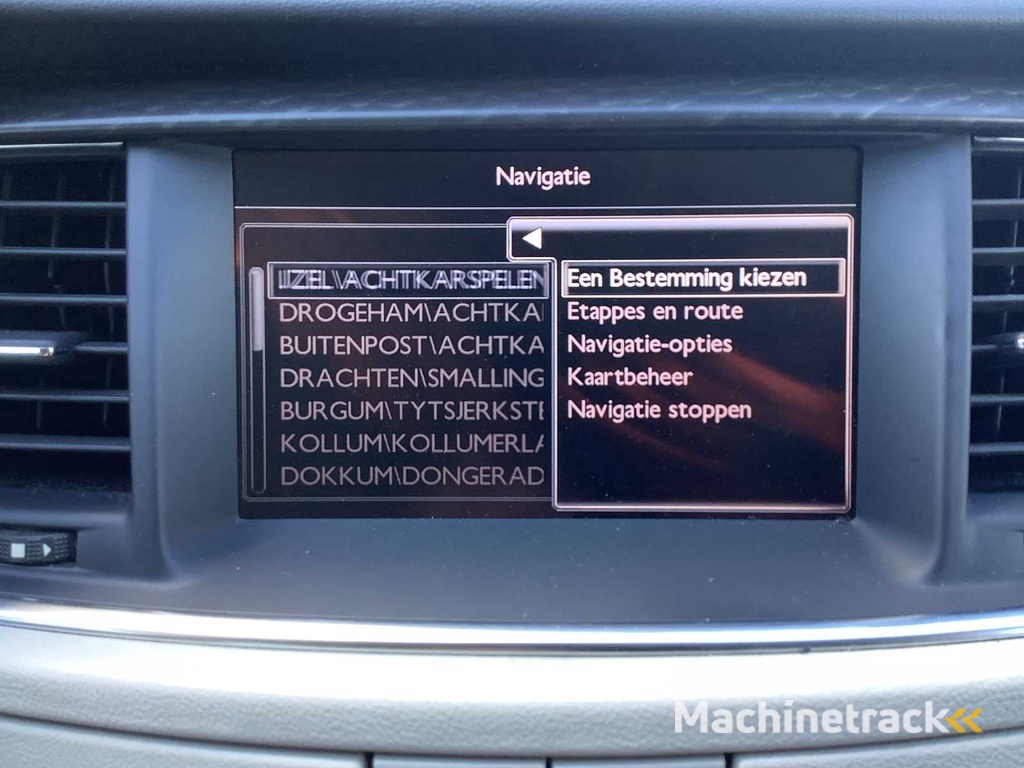 Navigatie
IZEL\ACHTKARSPELEN
DROGEHAM\ACHTKA
BUITENPOST\ACHTKA
DRACHTEN\SMALLING
BURGUM\TYTSJERKSTE
KOLLUM\KOLLUMERLA
DOKKUM\DONGERAD
Een Bestemming kiezen
Etappes en route
Navigatie-opties
Kaartbeheer
Navigatie stoppen
Machinetrack